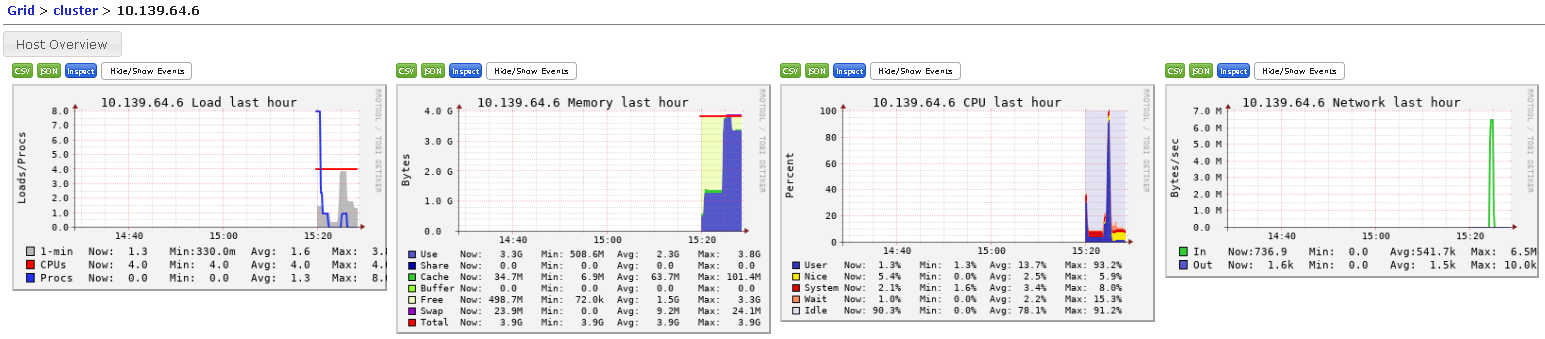 Grid > cluster > 10.139.64.6
Host Overview
CSV JSON Inspect Hide/Show Events
10.139.64.6 Load last hour
Loads/Procs
8.0
7.0
6.0
5.0
4.0
3.0
2.0
1.0
0.0
14:40 15:00 15:20
1-min Now: 1.3 Min:330.0m Avg: 1.6 Max: 3.
CPUs Now: 4.0 Min: 4.0 Avg: 4.0 Max: 4.
Procs Now: 0.0 Min: 0.0 Avg: 1.3 Max: 8.
RRDTOOL / TOBI OETIKER
CSV JSON Inspect Hide/Show Events
10.139.64.6 Memory last hour
Bytes
4.0 G
3.0 G
2.0 G
1.0 G
0.0
14:40 15:00 15:20
Use Now: 3.3G Min: 508.6M Avg: 2.3G Max: 3.8G
Share Now: 0.0 Min: 0.0 Avg: 0.0 Max: 0.0
Cache Now: 34.7M Min: 6.9M Avg: 63.7M Max: 101.4M
Buffer Now: 0.0 Min: 0.0 Avg: 0.0 Max: 0.0
Free Now: 498.7M Min: 72.0k Avg: 1.5G Max: 3.3G
Swap Now: 23.9M Min: 0.0 Avg: 9.2M Max: 24.1M
Total Now: 3.9G Min: 3.9G Avg: 3.9G Max: 3.9G
RRDTOOL / TOBI OETIKER
CSV JSON Inspect Hide/Show Events
10.139.64.6 CPU last hour
Percent
100
80
60
40
20
0
14:40 15:00 15:20
User Now: 1.3% Min: 1.3% Avg: 13.7% Max: 93.2%
Nice Now: 5.4% Min: 0.0% Avg: 2.5% Max: 5.9%
System Now: 2.1% Min: 1.6% Avg: 3.4% Max: 8.0%
Wait Now: 1.0% Min: 0.0% Avg: 2.2% Max: 15.3%
Idle Now: 90.3% Min: 0.0% Avg: 78.1% Max: 91.2%
RRDTOOL / TOBI OETIKER
CSV JSON Inspect Hide/Show Events
10.139.64.6 Network last hour
Bytes/sec
7.0 M
6.0 M
5.0 M
4.0 M
3.0 M
2.0 M
1.0 M
0.0
14:40 15:00 15:20
In Now:736.9 Min: 0.0 Avg:541.7k Max: 6.5M
Out Now: 1.6k Min: 0.0 Avg: 1.5k Max: 10.0k
RRDTOOL / TOBI OETIKER